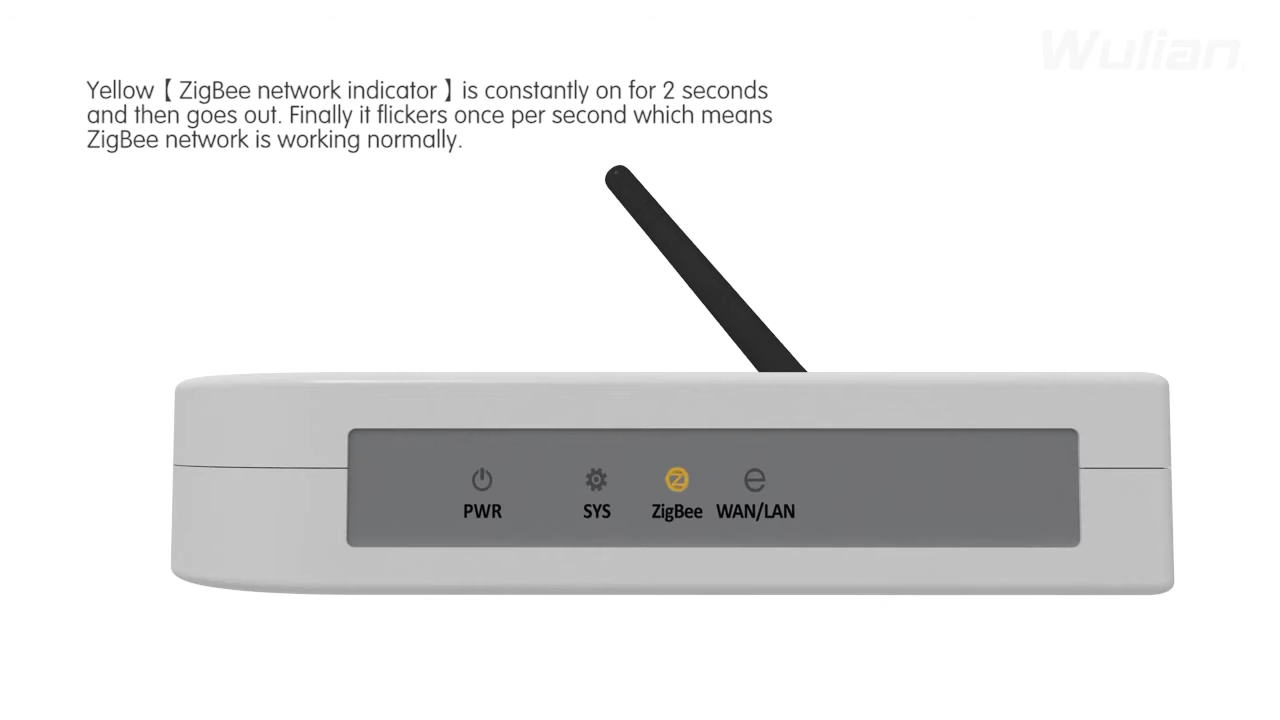 Wulian
Yellow【ZigBee network indicator】is constantly on for 2 seconds
and then goes out. Finally it flickers once per second which means
ZigBee network is working normally.
PWR SYS ZigBee WAN/LAN